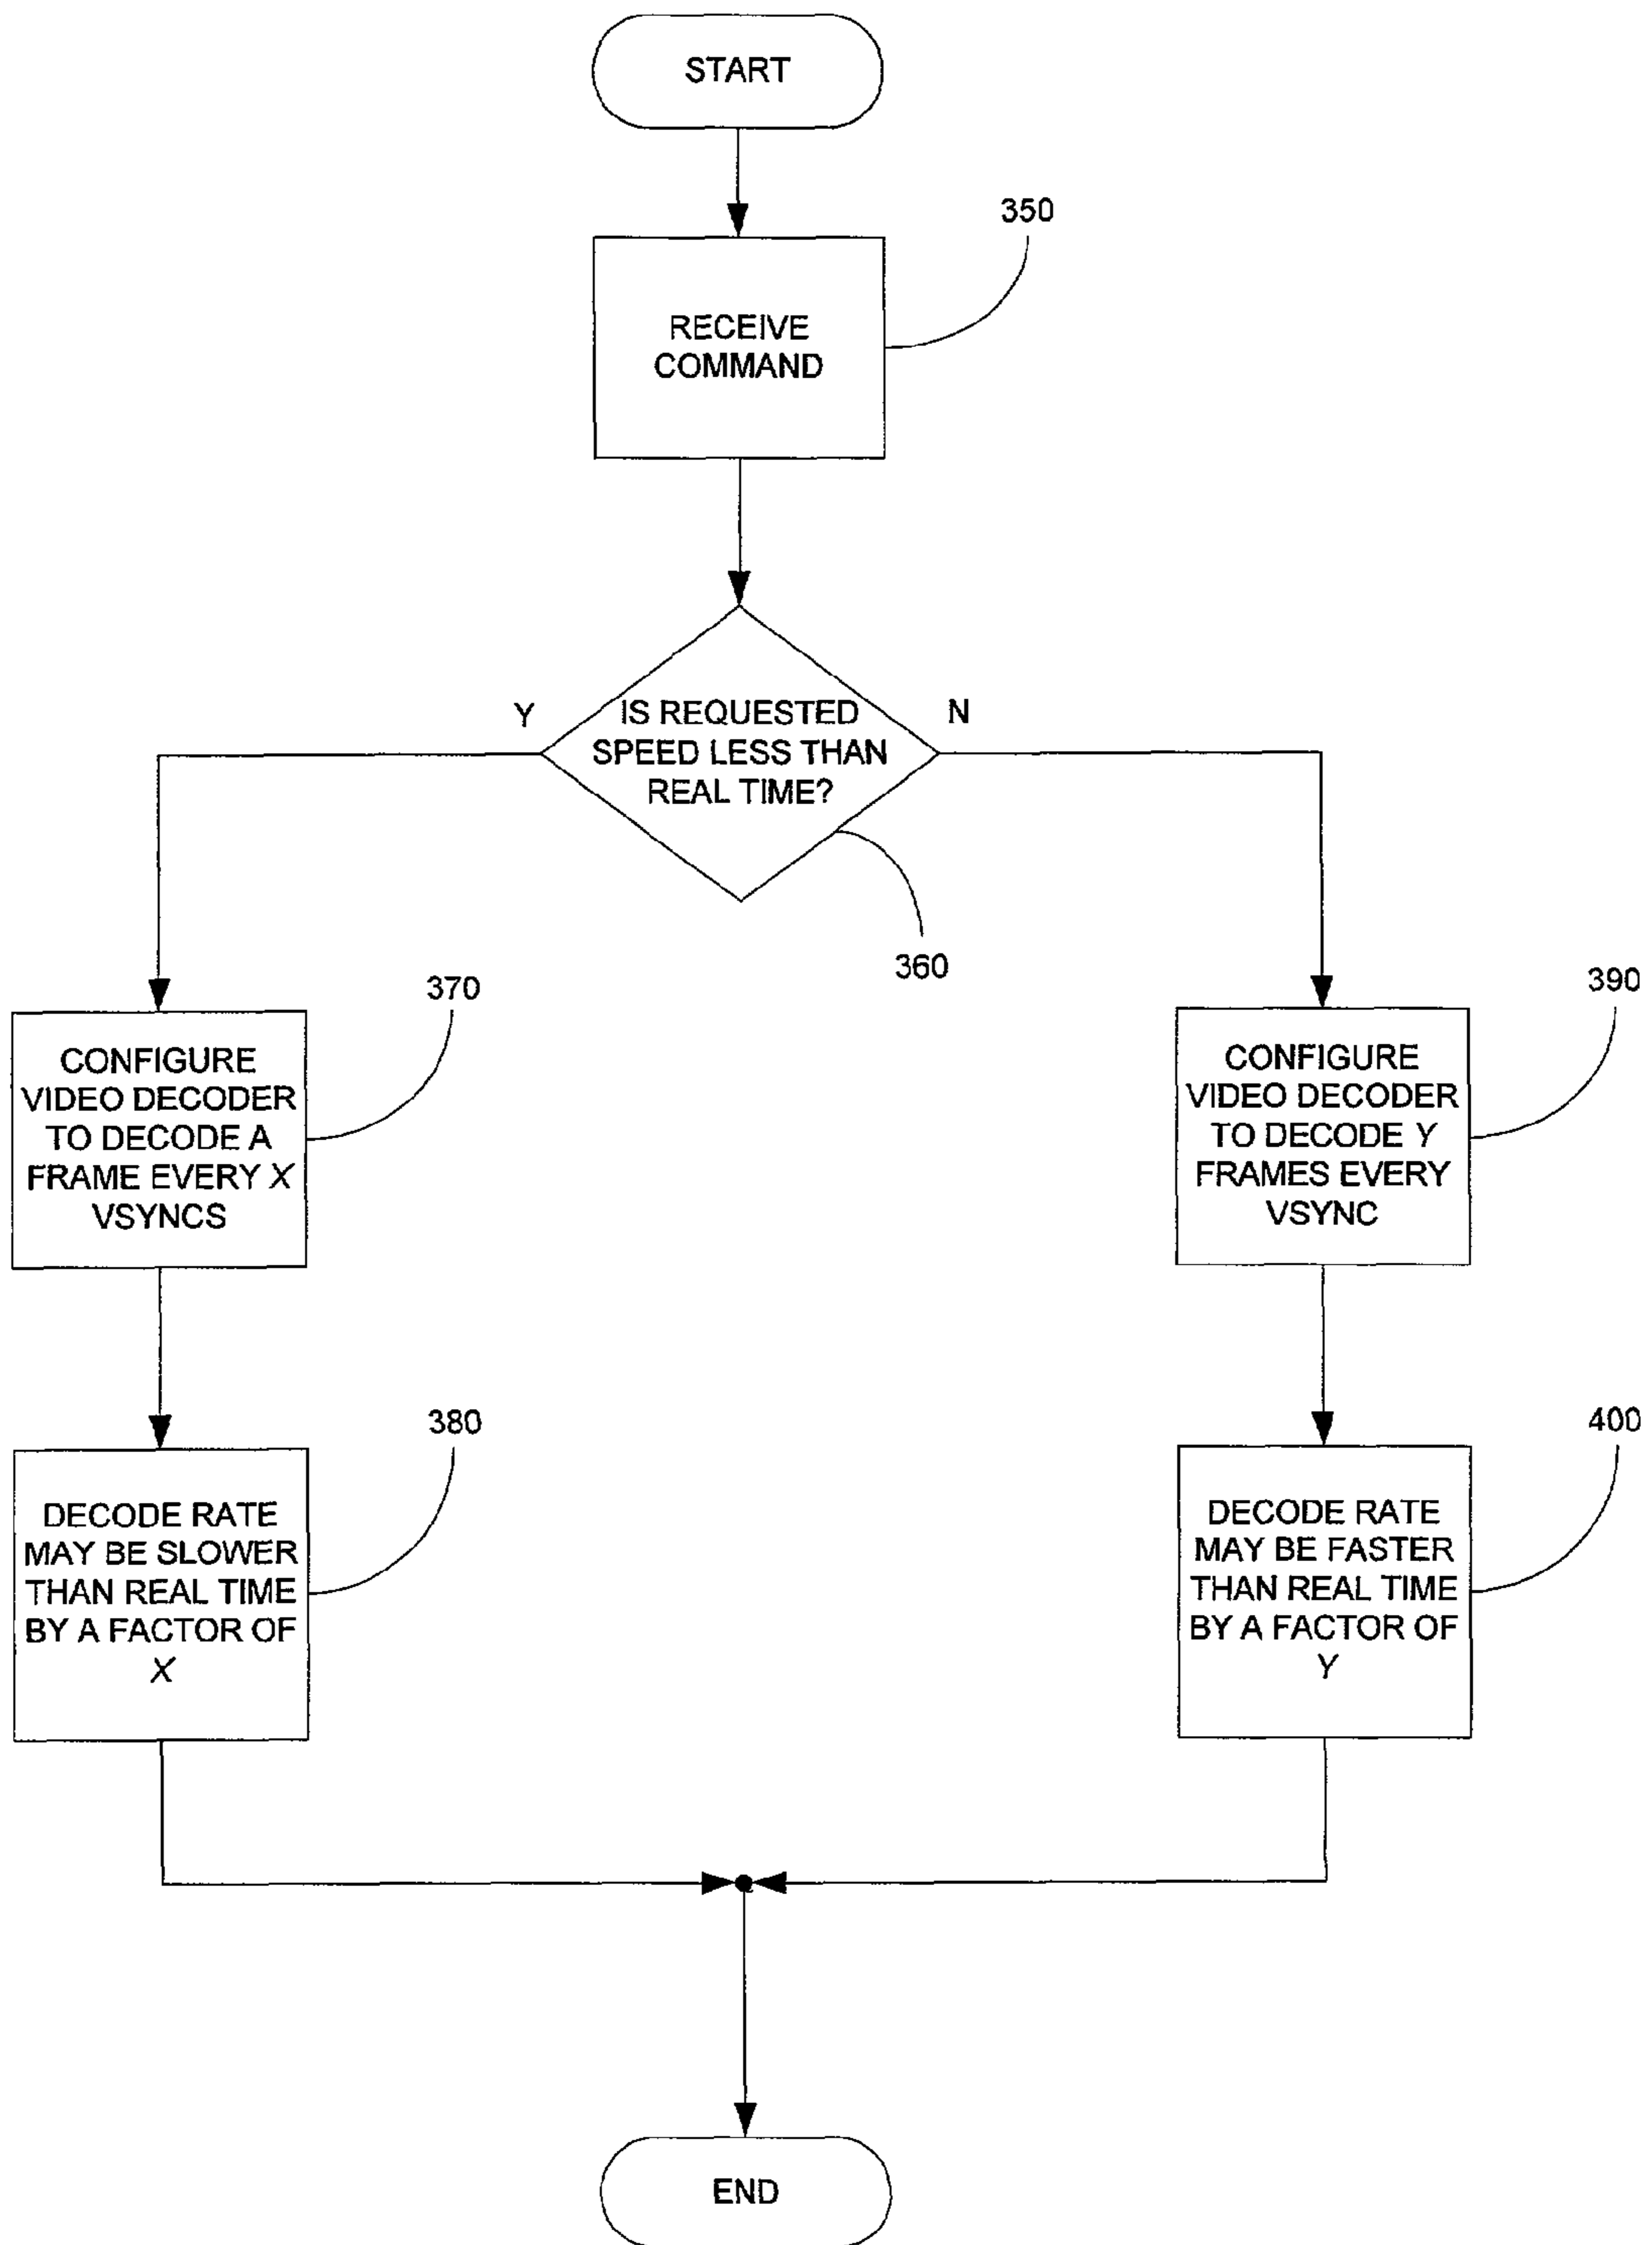 START
350
RECEIVE
COMMAND
Y
IS REQUESTED
SPEED LESS THAN
REAL TIME?
N
360
370
CONFIGURE
VIDEO DECODER
TO DECODE A
FRAME EVERY X
VSYNCS
390
CONFIGURE
VIDEO DECODER
TO DECODE Y
FRAMES EVERY
VSYNC
380
DECODE RATE
MAY BE SLOWER
THAN REAL TIME
BY A FACTOR OF
X
400
DECODE RATE
MAY BE FASTER
THAN REAL TIME
BY A FACTOR OF
Y
END